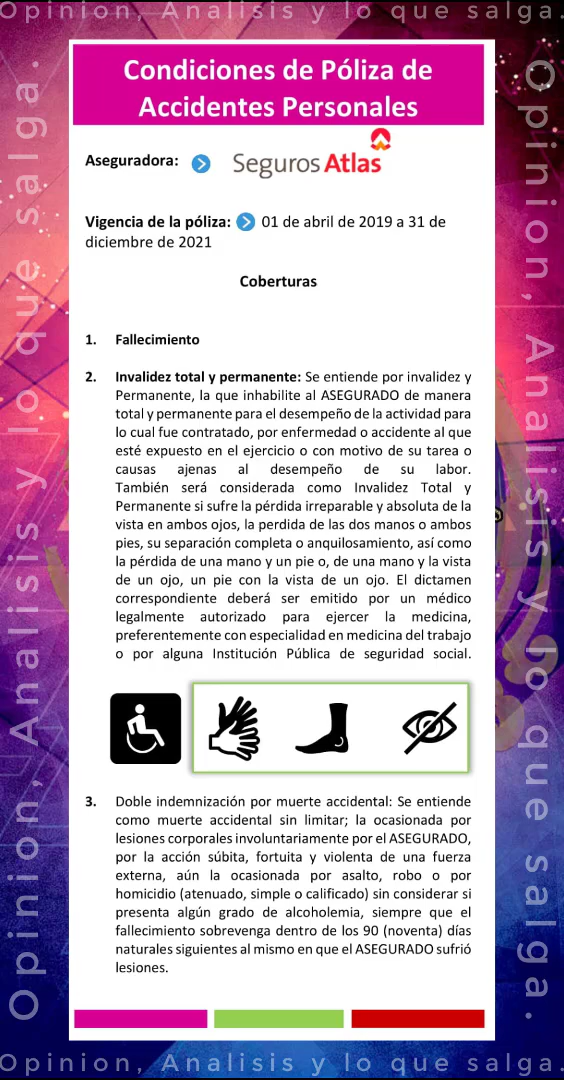 Opinion, Analisis y lo que salga.
Condiciones de Póliza de
Accidentes Personales
Aseguradora:
Seguros Atlas
Vigencia de la póliza: 01 de abril de 2019 a 31 de
diciembre de 2021
Coberturas
1. Fallecimiento
2. Invalidez total y permanente: Se entiende por invalidez y
Permanente, la que inhabilite al ASEGURADO de manera
total y permanente para el desempeño de la actividad para
lo cual fue contratado, por enfermedad o accidente al que
esté expuesto en el ejercicio o con motivo de su tarea o
causas ajenas al desempeño de su labor.
También será considerada como Invalidez Total y
Permanente si sufre la pérdida irreparable y absoluta de la
vista en ambos ojos, la perdida de las dos manos o ambos
pies, su separación completa o anquilosamiento, así como
la pérdida de una mano y un pie o, de una mano y la vista
de un ojo, un pie con la vista de un ojo. El dictamen
correspondiente deberá ser emitido por un médico
legalmente autorizado para ejercer la medicina,
preferentemente con especialidad en medicina del trabajo
o por alguna Institución Pública de seguridad social.
3. Doble indemnización por muerte accidental: Se entiende
como muerte accidental sin limitar; la ocasionada por
lesiones corporales involuntariamente por el ASEGURADO,
por la acción súbita, fortuita y violenta de una fuerza
externa, aún la ocasionada por asalto, robo o por
homicidio (atenuado, simple o calificado) sin considerar si
presenta algún grado de alcoholemia, siempre que el
fallecimiento sobrevenga dentro de los 90 (noventa) días
naturales siguientes al mismo en que el ASEGURADO sufrió
lesiones.
Opinion, Analisis y lo que salga.
Opinion, Analisis y lo que salga.
Opinion, Analisis y lo que salga.